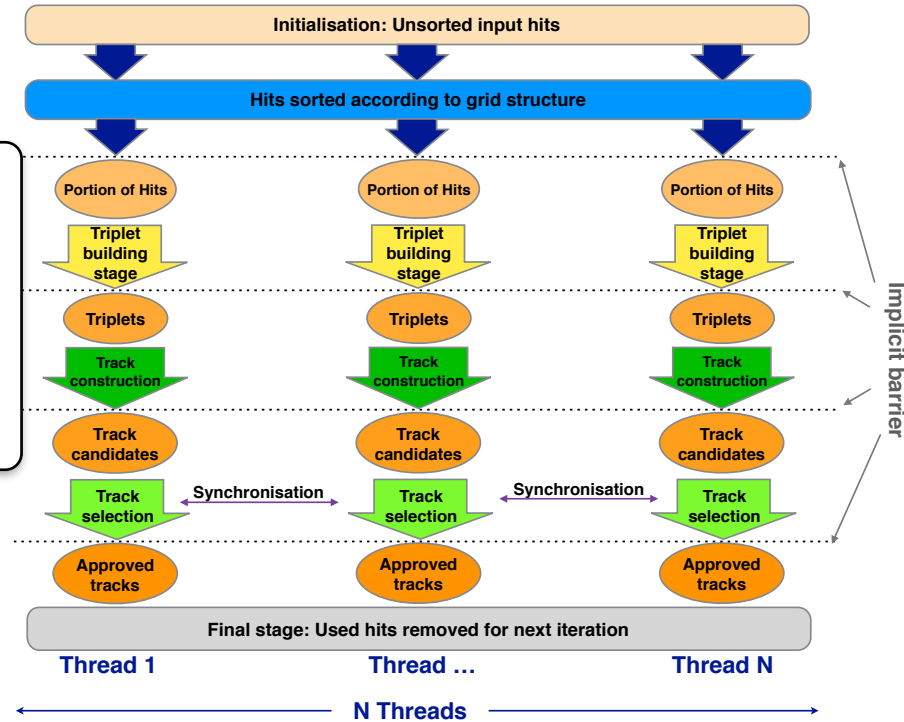 Initialisation: Unsorted input hits
Hits sorted according to grid structure
Portion of Hits
Portion of Hits
Portion of Hits
Triplet
building
stage
Triplet
building
stage
Triplet
building
stage
Triplets
Triplets
Triplets
Track
construction
Track
construction
Track
construction
Track
candidates
Track
candidates
Track
candidates
Track
selection
Synchronisation
Track
selection
Synchronisation
Track
selection
Approved
tracks
Approved
tracks
Approved
tracks
Implicit barrier
Final stage: Used hits removed for next iteration
Thread 1
Thread ...
Thread N
N Threads